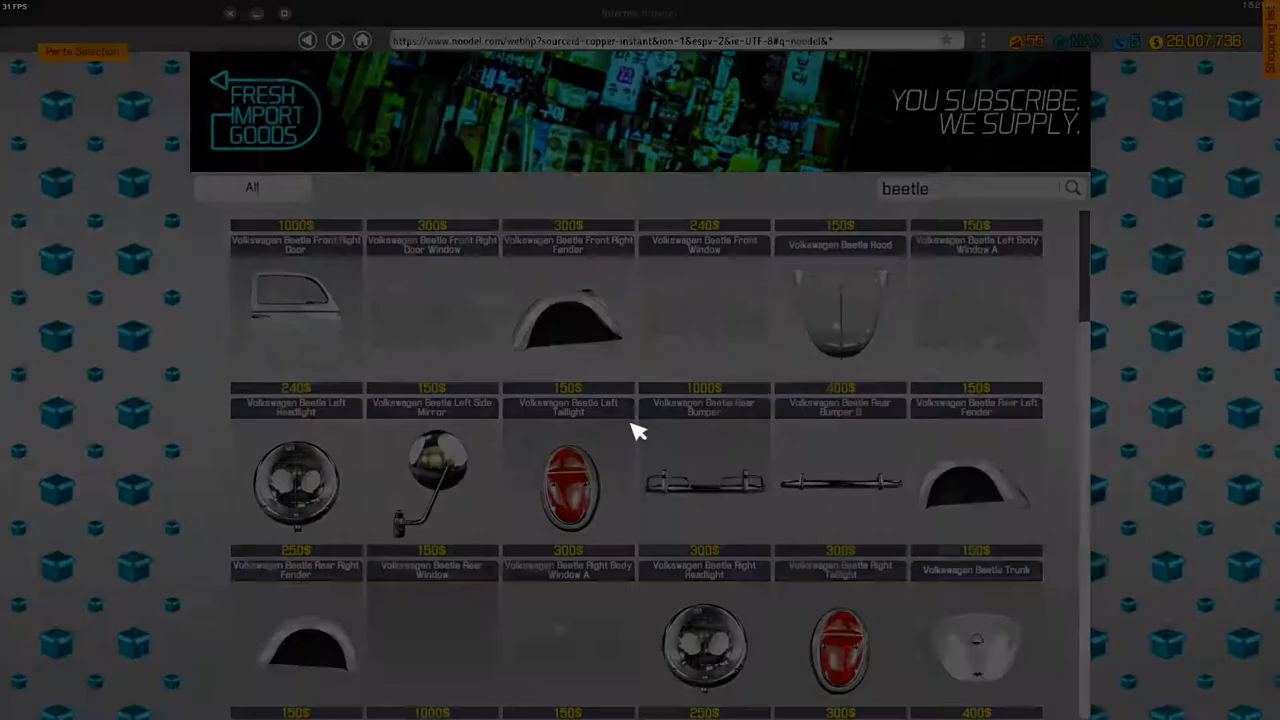 31 FPS
Internet Browser
Parts Selection
https://www.noodel.com/webhp?sourceid-copper-instant&ion-1&espv-2&ie-UTF-8#q-noodel&*
55
MAX
26,007,736
Shopping list
FRESH
IMPORT
GOODS
YOU SUBSCRIBE.
WE SUPPLY.
All
beetle
1000$ 300$ 300$ 240$ 150$ 150$
Volkswagen Beetle Front Right Door
Volkswagen Beetle Front Right Door Window
Volkswagen Beetle Front Right Fender
Volkswagen Beetle Front Window
Volkswagen Beetle Hood
Volkswagen Beetle Left Body Window A
240$ 150$ 150$ 1000$ 400$ 150$
Volkswagen Beetle Left Headlight
Volkswagen Beetle Left Side Mirror
Volkswagen Beetle Left Taillight
Volkswagen Beetle Rear Bumper
Volkswagen Beetle Rear Bumper B
Volkswagen Beetle Rear Left Fender
250$ 150$ 300$ 300$ 300$ 150$
Volkswagen Beetle Rear Right Fender
Volkswagen Beetle Rear Window
Volkswagen Beetle Right Body Window A
Volkswagen Beetle Right Headlight
Volkswagen Beetle Right Taillight
Volkswagen Beetle Trunk
150$ 1000$ 150$ 250$ 300$ 400$